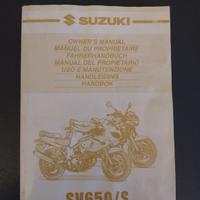 SUZUKI
OWNER'S MANUAL
MANUEL DU PROPRIETAIRE
FAHRERHANDBUCH
MANUAL DEL PROPIETARIO
USO E MANUTENZIONE
HANDLEIDING
HANDBOK
SV650/S